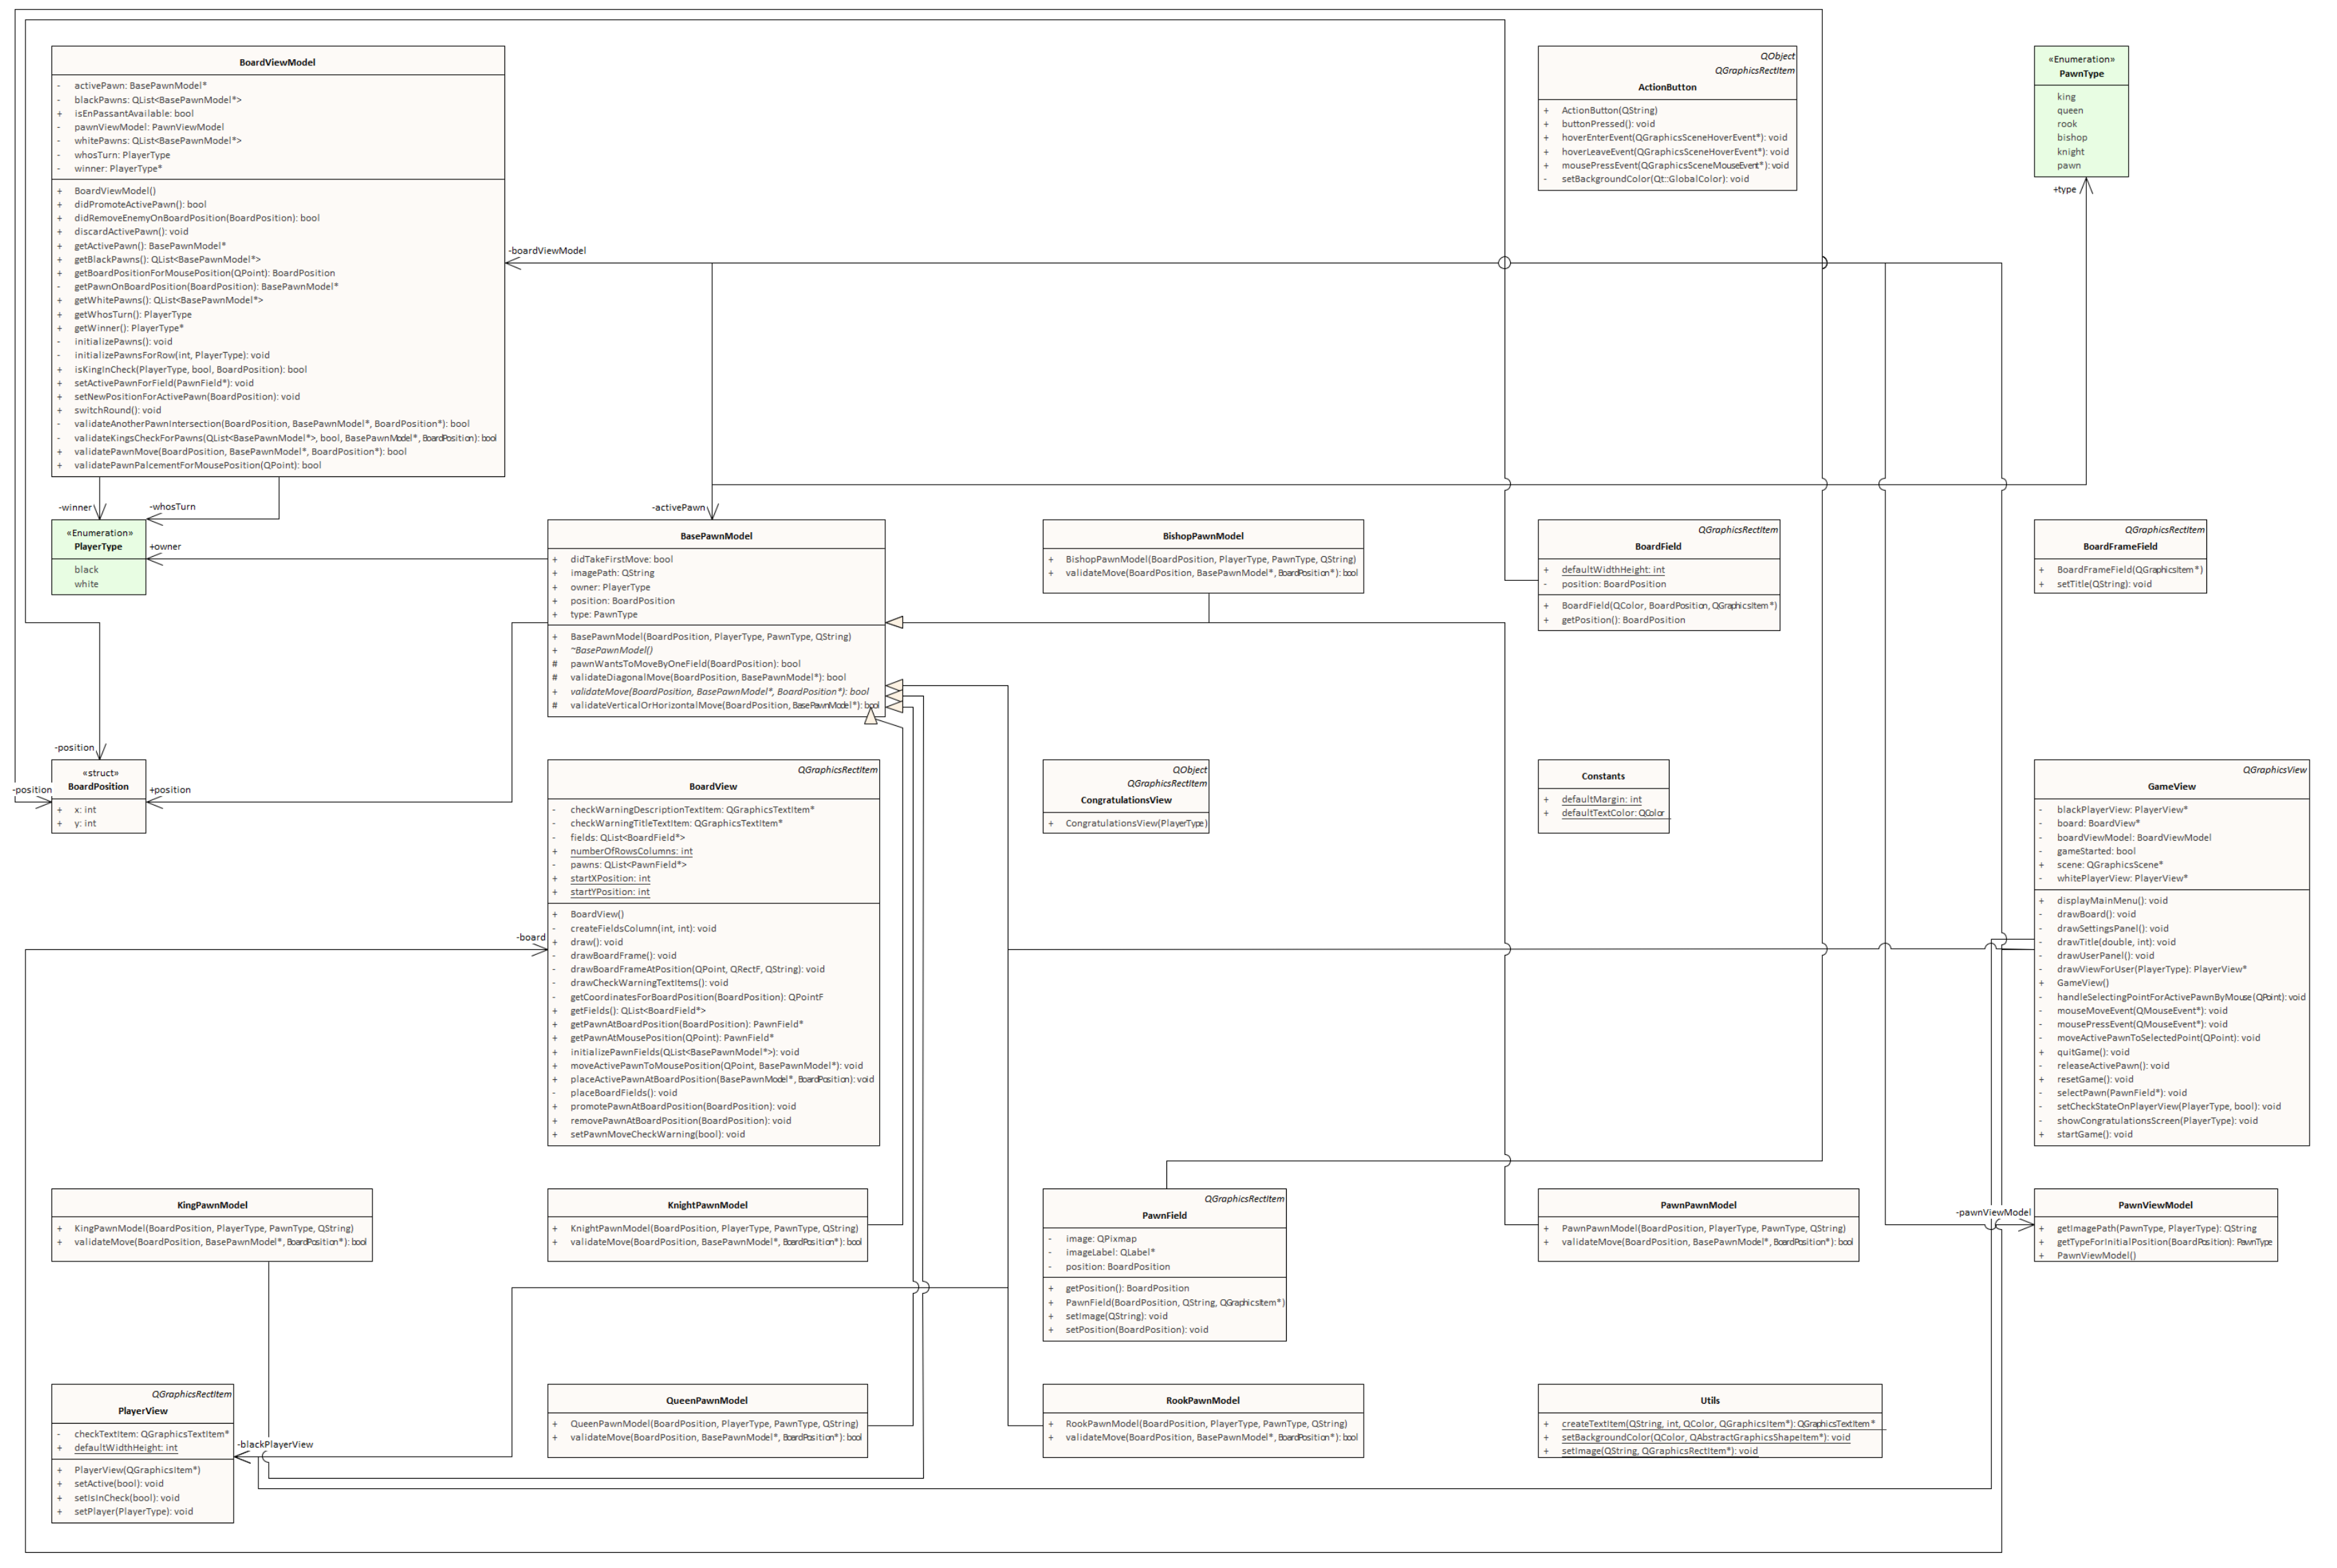 BoardViewModel
- activePawn: BasePawnModel*
- blackPawns: QList<BasePawnModel*>
+ isEnPassantAvailable: bool
- pawnViewModel: PawnViewModel
- whitePawns: QList<BasePawnModel*>
- whosTurn: PlayerType
- winner: PlayerType*
+ BoardViewModel()
+ didPromoteActivePawn(): bool
+ didRemoveEnemyOnBoardPosition(BoardPosition): bool
+ discardActivePawn(): void
+ getActivePawn(): BasePawnModel*
+ getBlackPawns(): QList<BasePawnModel*>
+ getBoardPositionForMousePosition(QPoint): BoardPosition
- getPawnOnBoardPosition(BoardPosition): BasePawnModel*
+ getWhitePawns(): QList<BasePawnModel*>
+ getWhosTurn(): PlayerType
+ getWinner(): PlayerType*
- initializePawns(): void
- initializePawnsForRow(int, PlayerType): void
+ isKingInCheck(PlayerType, bool, BoardPosition): bool
+ setActivePawnForField(PawnField*): void
+ setNewPositionForActivePawn(BoardPosition): void
+ switchRound(): void
- validateAnotherPawnIntersection(BoardPosition, BasePawnModel*, BoardPosition*): bool
- validateKingsCheckForPawns(QList<BasePawnModel*>, bool, BasePawnModel*, BoardPosition): bool
+ validatePawnMove(BoardPosition, BasePawnModel*, BoardPosition*): bool
+ validatePawnPalcementForMousePosition(QPoint): bool
QObject
QGraphicsRectItem
ActionButton
+ ActionButton(QString)
+ buttonPressed(): void
+ hoverEnterEvent(QGraphicsSceneHoverEvent*): void
+ hoverLeaveEvent(QGraphicsSceneHoverEvent*): void
+ mousePressEvent(QGraphicsSceneMouseEvent*): void
- setBackgroundColor(Qt::GlobalColor): void
«Enumeration»
PawnType
king
queen
rook
bishop
knight
pawn
+type
-boardViewModel
-winner
-whosTurn
-activePawn
«Enumeration»
PlayerType
black
white
+owner
BasePawnModel
+ didTakeFirstMove: bool
+ imagePath: QString
+ owner: PlayerType
+ position: BoardPosition
+ type: PawnType
+ BasePawnModel(BoardPosition, PlayerType, PawnType, QString)
+ ~BasePawnModel()
# pawnWantsToMoveByOneField(BoardPosition): bool
# validateDiagonalMove(BoardPosition, BasePawnModel*): bool
+ validateMove(BoardPosition, BasePawnModel*, BoardPosition*): bool
# validateVerticalOrHorizontalMove(BoardPosition, BasePawnModel*): bool
BishopPawnModel
+ BishopPawnModel(BoardPosition, PlayerType, PawnType, QString)
+ validateMove(BoardPosition, BasePawnModel*, BoardPosition*): bool
QGraphicsRectItem
BoardField
+ defaultWidthHeight: int
- position: BoardPosition
+ BoardField(QColor, BoardPosition, QGraphicsItem*)
+ getPosition(): BoardPosition
QGraphicsRectItem
BoardFrameField
+ BoardFrameField(QGraphicsItem*)
+ setTitle(QString): void
-position
-position
+position
«struct»
BoardPosition
+ x: int
+ y: int
QGraphicsRectItem
BoardView
- checkWarningDescriptionTextItem: QGraphicsTextItem*
- checkWarningTitleTextItem: QGraphicsTextItem*
- fields: QList<BoardField*>
+ numberOfRowsColumns: int
- pawns: QList<PawnField*>
+ startXPosition: int
+ startYPosition: int
+ BoardView()
- createFieldsColumn(int, int): void
+ draw(): void
- drawBoardFrame(): void
- drawBoardFrameAtPosition(QPoint, QRectF, QString): void
- drawCheckWarningTextItems(): void
- getCoordinatesForBoardPosition(BoardPosition): QPointF
+ getFields(): QList<BoardField*>
+ getPawnAtBoardPosition(BoardPosition): PawnField*
+ getPawnAtMousePosition(QPoint): PawnField*
+ initializePawnFields(QList<BasePawnModel*>): void
+ moveActivePawnToMousePosition(QPoint, BasePawnModel*): void
+ placeActivePawnAtBoardPosition(BasePawnModel*, BoardPosition): void
- placeBoardFields(): void
+ promotePawnAtBoardPosition(BoardPosition): void
+ removePawnAtBoardPosition(BoardPosition): void
+ setPawnMoveCheckWarning(bool): void
-board
QObject
QGraphicsRectItem
CongratulationsView
+ CongratulationsView(PlayerType)
Constants
+ defaultMargin: int
+ defaultTextColor: QColor
QGraphicsView
GameView
- blackPlayerView: PlayerView*
- board: BoardView*
- boardViewModel: BoardViewModel
- gameStarted: bool
+ scene: QGraphicsScene*
- whitePlayerView: PlayerView*
+ displayMainMenu(): void
- drawBoard(): void
- drawSettingsPanel(): void
- drawTitle(double, int): void
- drawUserPanel(): void
- drawViewForUser(PlayerType): PlayerView*
+ GameView()
- handleSelectingPointForActivePawnByMouse(QPoint): void
- mouseMoveEvent(QMouseEvent*): void
- mousePressEvent(QMouseEvent*): void
- moveActivePawnToSelectedPoint(QPoint): void
+ quitGame(): void
- releaseActivePawn(): void
+ resetGame(): void
- selectPawn(PawnField*): void
- setCheckStateOnPlayerView(PlayerType, bool): void
- showCongratulationsScreen(PlayerType): void
+ startGame(): void
KingPawnModel
+ KingPawnModel(BoardPosition, PlayerType, PawnType, QString)
+ validateMove(BoardPosition, BasePawnModel*, BoardPosition*): bool
KnightPawnModel
+ KnightPawnModel(BoardPosition, PlayerType, PawnType, QString)
+ validateMove(BoardPosition, BasePawnModel*, BoardPosition*): bool
QGraphicsRectItem
PawnField
- image: QPixmap
- imageLabel: QLabel*
- position: BoardPosition
+ getPosition(): BoardPosition
+ PawnField(BoardPosition, QString, QGraphicsItem*)
+ setImage(QString): void
+ setPosition(BoardPosition): void
PawnPawnModel
+ PawnPawnModel(BoardPosition, PlayerType, PawnType, QString)
+ validateMove(BoardPosition, BasePawnModel*, BoardPosition*): bool
-pawnViewModel
PawnViewModel
+ getImagePath(PawnType, PlayerType): QString
+ getTypeForInitialPosition(BoardPosition): PawnType
+ PawnViewModel()
QGraphicsRectItem
PlayerView
- checkTextItem: QGraphicsTextItem*
+ defaultWidthHeight: int
+ PlayerView(QGraphicsItem*)
+ setActive(bool): void
+ setIsInCheck(bool): void
+ setPlayer(PlayerType): void
-blackPlayerView
QueenPawnModel
+ QueenPawnModel(BoardPosition, PlayerType, PawnType, QString)
+ validateMove(BoardPosition, BasePawnModel*, BoardPosition*): bool
RookPawnModel
+ RookPawnModel(BoardPosition, PlayerType, PawnType, QString)
+ validateMove(BoardPosition, BasePawnModel*, BoardPosition*): bool
Utils
+ createTextItem(QString, int, QColor, QGraphicsItem*): QGraphicsTextItem*
+ setBackgroundColor(QColor, QAbstractGraphicsShapeItem*): void
+ setImage(QString, QGraphicsRectItem*): void